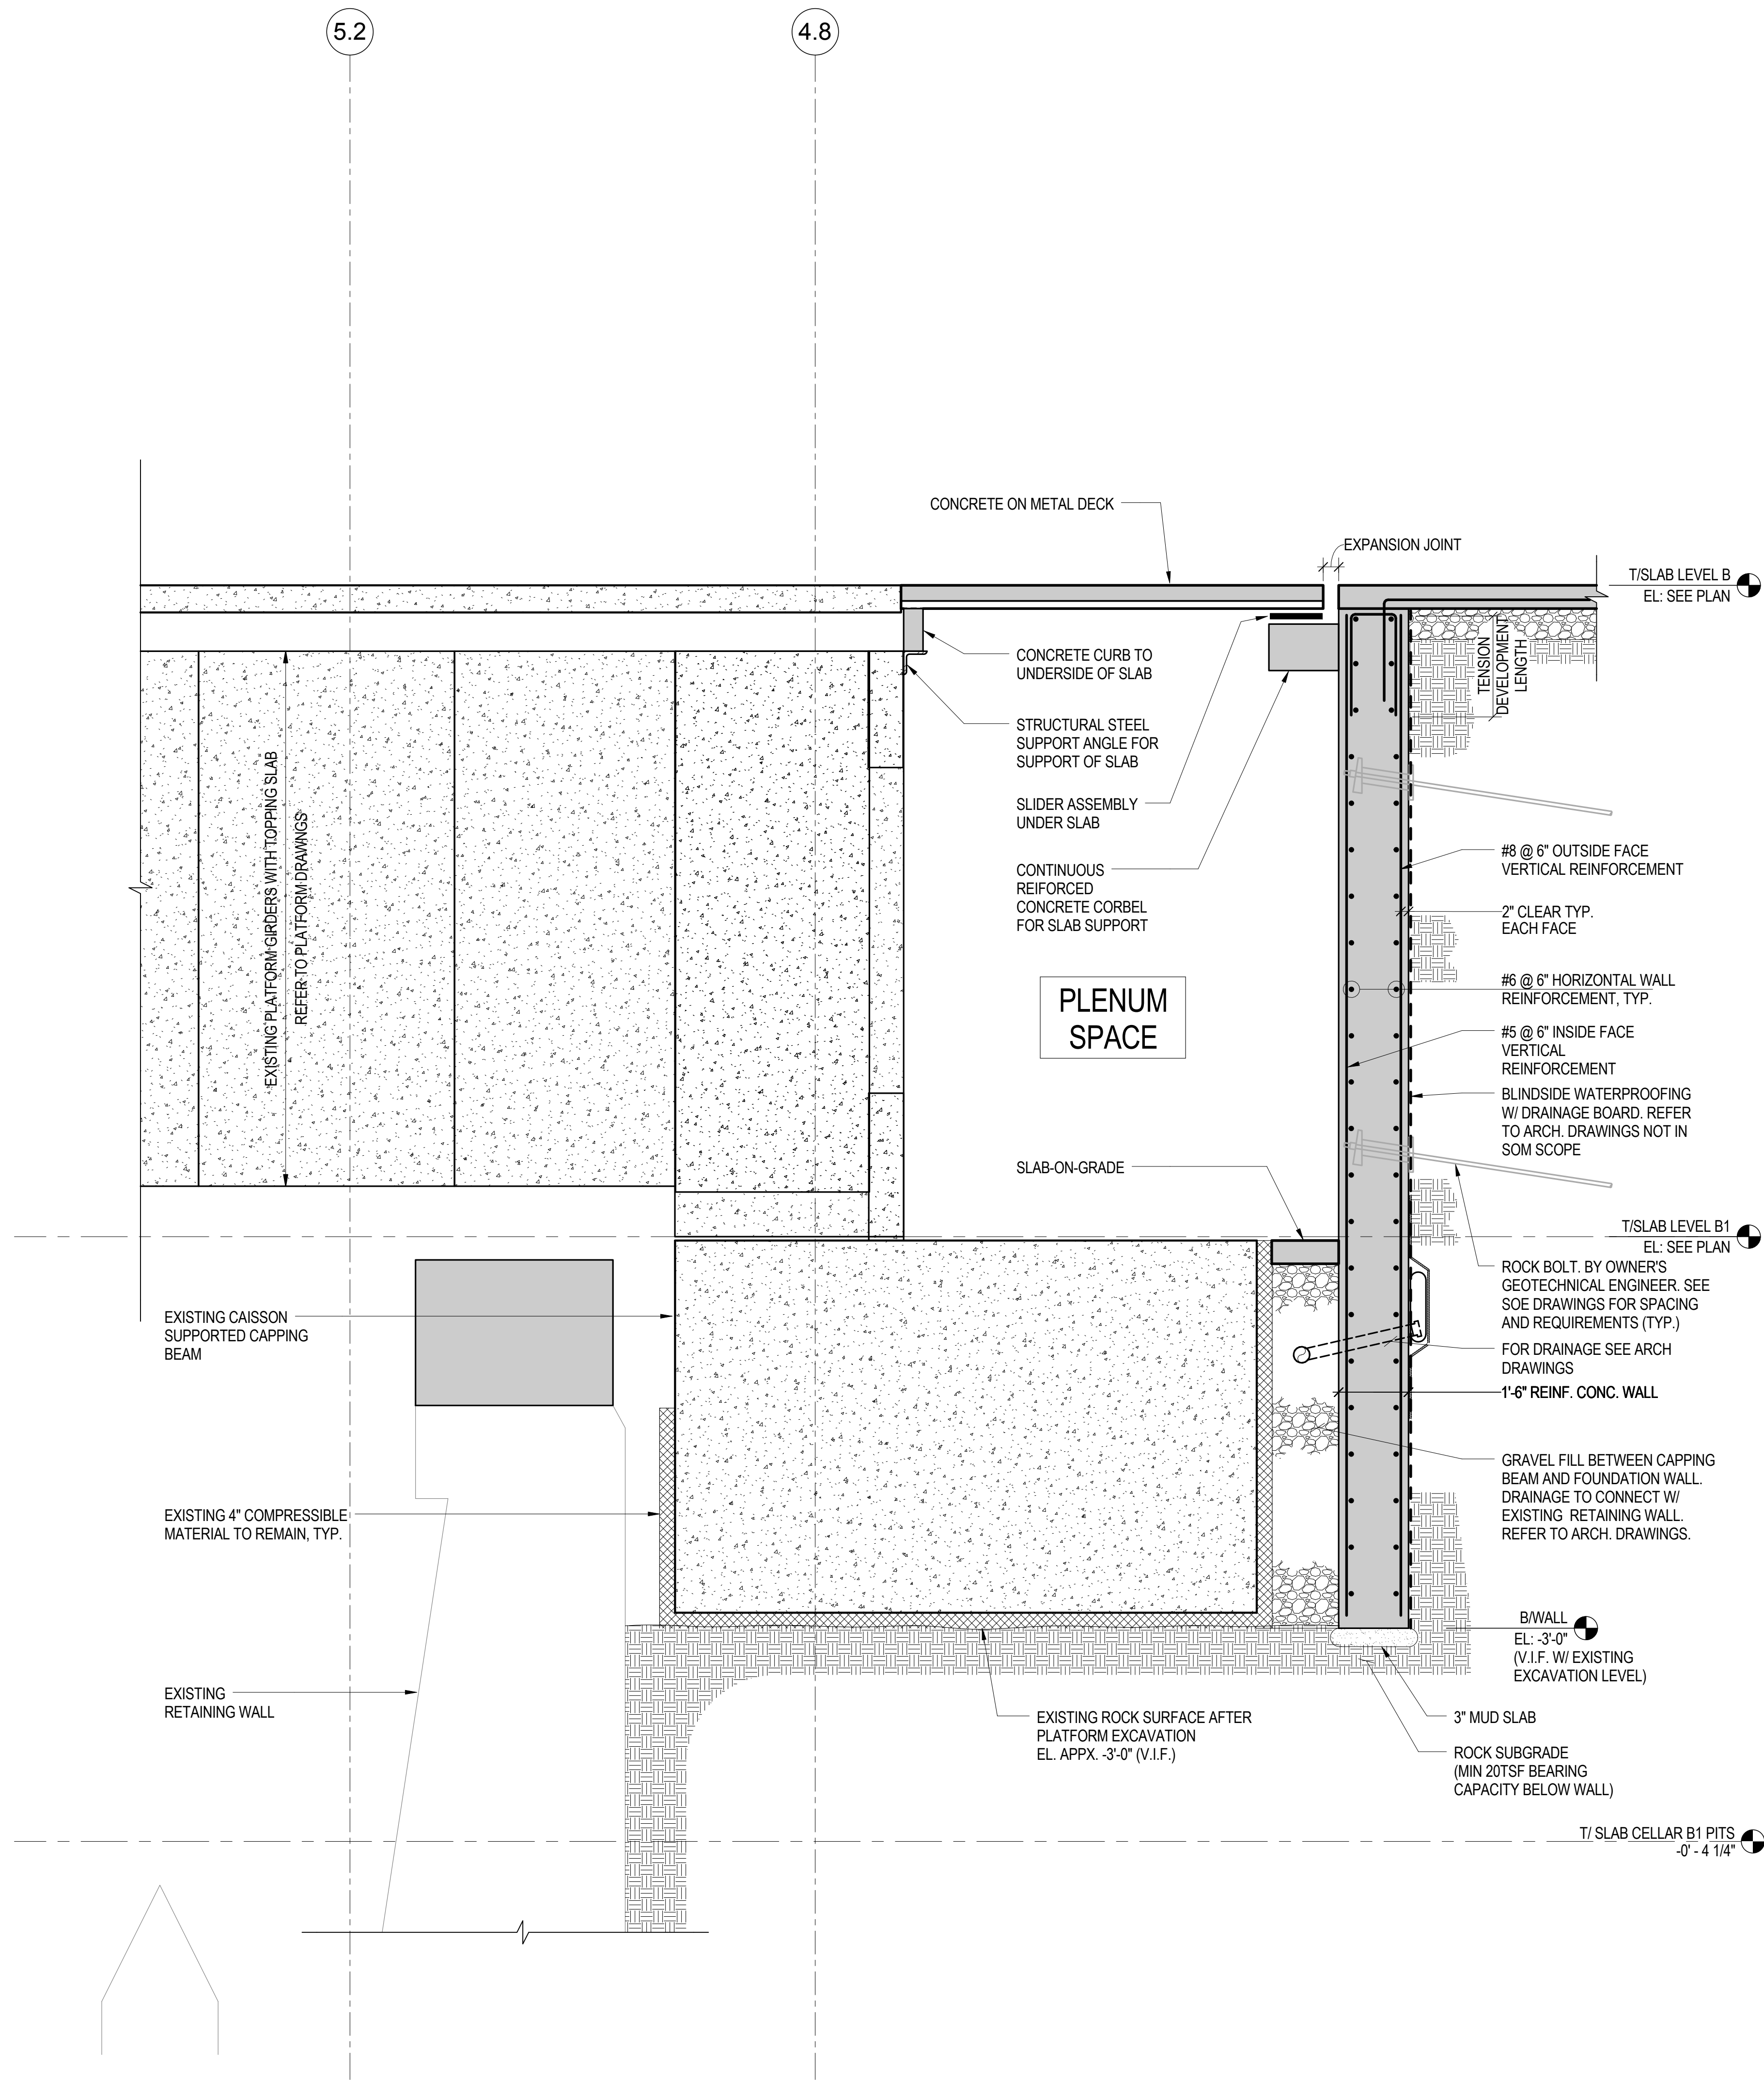 5.2
4.8
CONCRETE ON METAL DECK
EXPANSION JOINT
T/SLAB LEVEL B
EL: SEE PLAN
CONCRETE CURB TO
UNDERSIDE OF SLAB
TENSION
DEVELOPMENT
LENGTH
STRUCTURAL STEEL
SUPPORT ANGLE FOR
SUPPORT OF SLAB
SLIDER ASSEMBLY
UNDER SLAB
CONTINUOUS
REIFORCED
CONCRETE CORBEL
FOR SLAB SUPPORT
EXISTING PLATFORM GIRDERS WITH TOPPING SLAB
REFER TO PLATFORM DRAWINGS
#8 @ 6" OUTSIDE FACE
VERTICAL REINFORCEMENT
2" CLEAR TYP.
EACH FACE
PLENUM
SPACE
#6 @ 6" HORIZONTAL WALL
REINFORCEMENT, TYP.
#5 @ 6" INSIDE FACE
VERTICAL
REINFORCEMENT
BLINDSIDE WATERPROOFING
W/ DRAINAGE BOARD. REFER
TO ARCH. DRAWINGS NOT IN
SOM SCOPE
SLAB-ON-GRADE
T/SLAB LEVEL B1
EL: SEE PLAN
ROCK BOLT. BY OWNER'S
GEOTECHNICAL ENGINEER. SEE
SOE DRAWINGS FOR SPACING
AND REQUIREMENTS (TYP.)
EXISTING CAISSON
SUPPORTED CAPPING
BEAM
FOR DRAINAGE SEE ARCH
DRAWINGS
1'-6" REINF. CONC. WALL
GRAVEL FILL BETWEEN CAPPING
BEAM AND FOUNDATION WALL.
DRAINAGE TO CONNECT W/
EXISTING RETAINING WALL.
REFER TO ARCH. DRAWINGS.
EXISTING 4" COMPRESSIBLE
MATERIAL TO REMAIN, TYP.
B/WALL
EL: -3'-0"
(V.I.F. W/ EXISTING
EXCAVATION LEVEL)
EXISTING
RETAINING WALL
EXISTING ROCK SURFACE AFTER
PLATFORM EXCAVATION
EL. APPX. -3'-0" (V.I.F.)
3" MUD SLAB
ROCK SUBGRADE
(MIN 20TSF BEARING
CAPACITY BELOW WALL)
T/ SLAB CELLAR B1 PITS
-0' - 4 1/4"